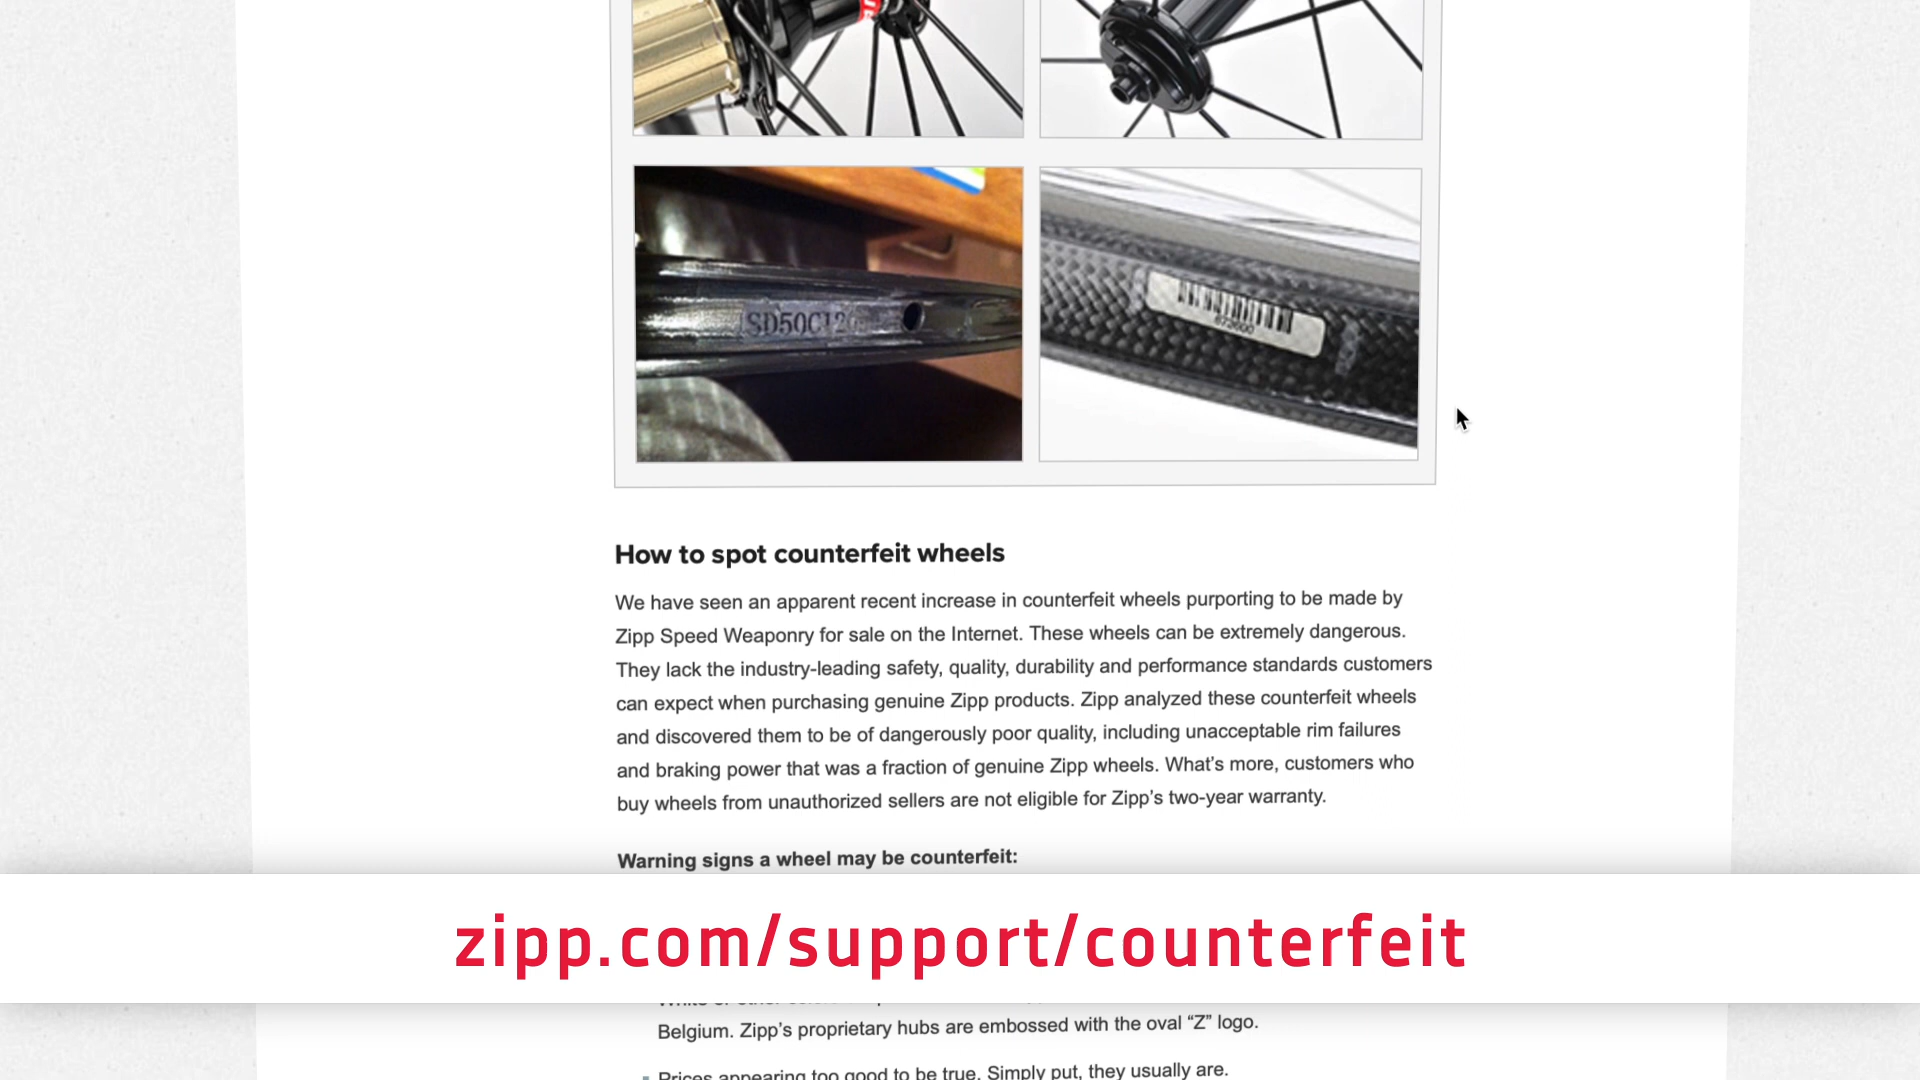 SD50C12
How to spot counterfeit wheels
We have seen an apparent recent increase in counterfeit wheels purporting to be made by
Zipp Speed Weaponry for sale on the Internet. These wheels can be extremely dangerous.
They lack the industry-leading safety, quality, durability and performance standards customers
can expect when purchasing genuine Zipp products. Zipp analyzed these counterfeit wheels
and discovered them to be of dangerously poor quality, including unacceptable rim failures
and braking power that was a fraction of genuine Zipp wheels. What’s more, customers who
buy wheels from unauthorized sellers are not eligible for Zipp’s two-year warranty.
Warning signs a wheel may be counterfeit:
zipp.com/support/counterfeit
Belgium. Zipp’s proprietary hubs are embossed with the oval “Z” logo.
Prices appearing too good to be true. Simply put, they usually are.